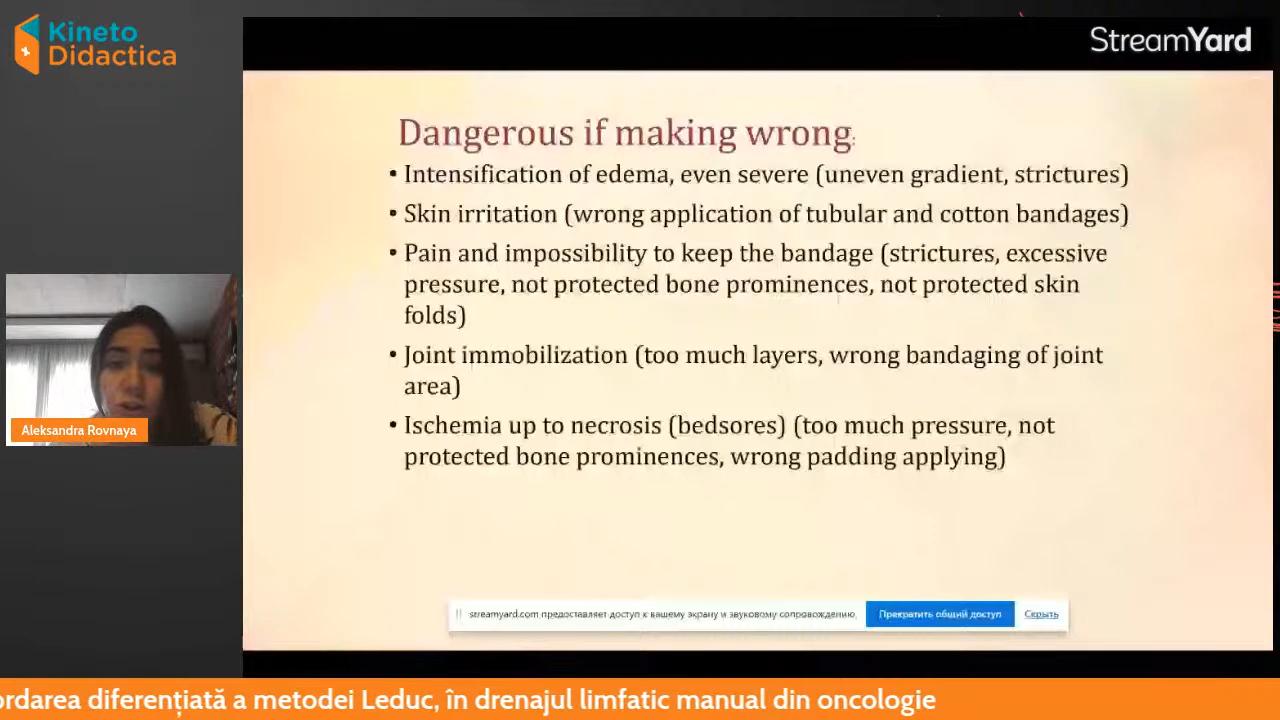 Kineto
Didactica
StreamYard
Dangerous if making wrong:
• Intensification of edema, even severe (uneven gradient, strictures)
• Skin irritation (wrong application of tubular and cotton bandages)
• Pain and impossibility to keep the bandage (strictures, excessive
pressure, not protected bone prominences, not protected skin
folds)
• Joint immobilization (too much layers, wrong bandaging of joint
area)
• Ischemia up to necrosis (bedsores) (too much pressure, not
protected bone prominences, wrong padding applying)
Aleksandra Rovnaya
streamyard.com предоставляет доступ к вашему экрану и звуковому сопровождению.
Прекратить общий доступ
Скрыть
ordarea diferențiată a metodei Leduc, în drenajul limfatic manual din oncologie